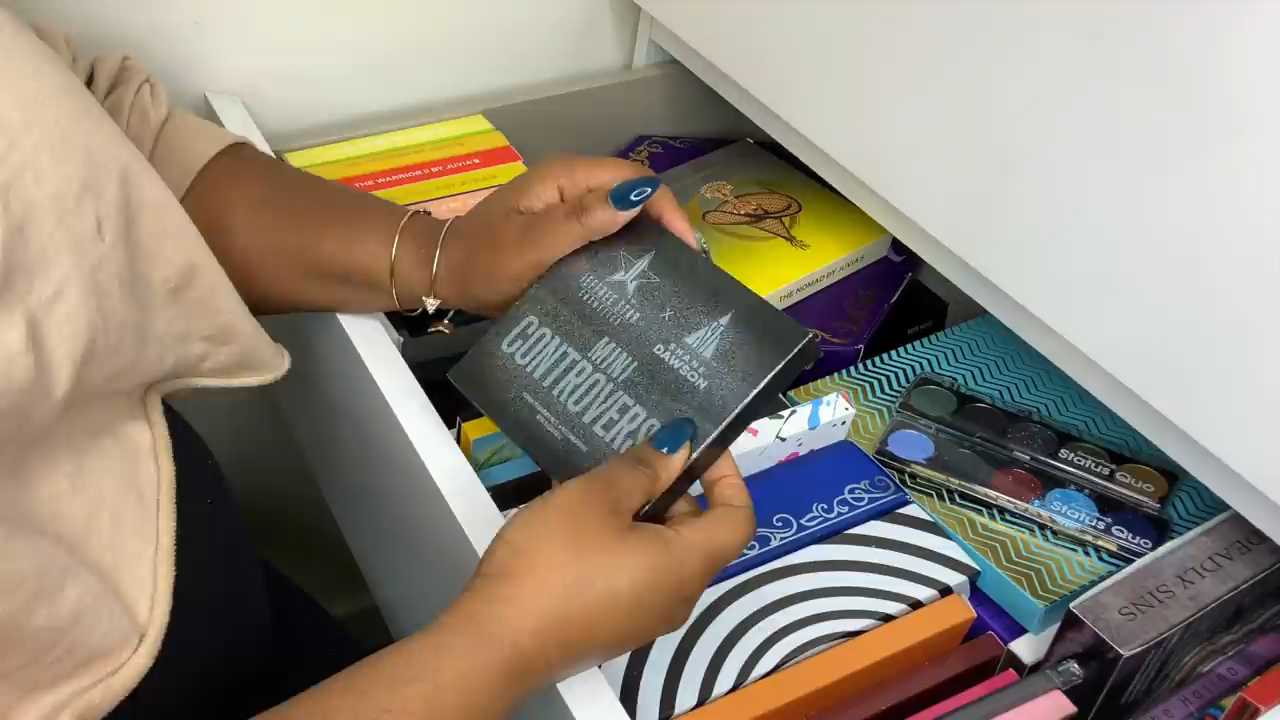 THE WARRIOR II BY JUVIA'S
THE NOMAD BY JUVIA'S
JEFFREE STAR
X
SHANE
DAWSON
MINI
CONTROVERS
Status Quo
Status Quo
DEADLY SINS